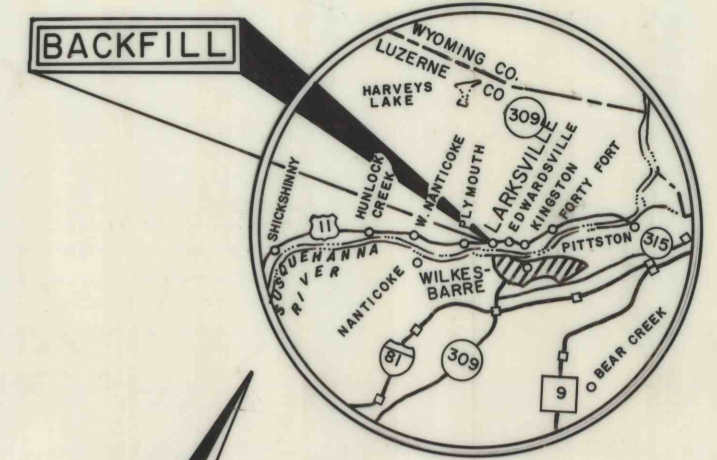 BACKFILL
WYOMING CO.
LUZERNE CO
HARVEYS
LAKE
309
SHICKSHINNY
HUNLOCK
CREEK
W. NANTICOKE
PLYMOUTH
LARKSVILLE
EDWARDSVILLE
KINGSTON
FORTY FORT
11
SUSQUEHANNA
RIVER
NANTICOKE
WILKES-
BARRE
PITTSTON
315
81
309
9
BEAR CREEK